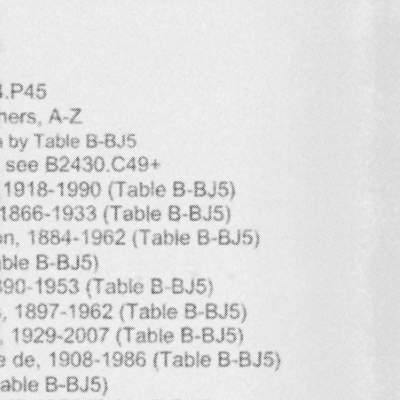 .P45
hers, A-Z
by Table B-BJ5
see B2430.C49+
1918-1990 (Table B-BJ5)
1866-1933 (Table B-BJ5)
on, 1884-1962 (Table B-BJ5)
able B-BJ5)
890-1953 (Table B-BJ5)
, 1897-1962 (Table B-BJ5)
, 1929-2007 (Table B-BJ5)
e de, 1908-1986 (Table B-BJ5)
able B-BJ5)